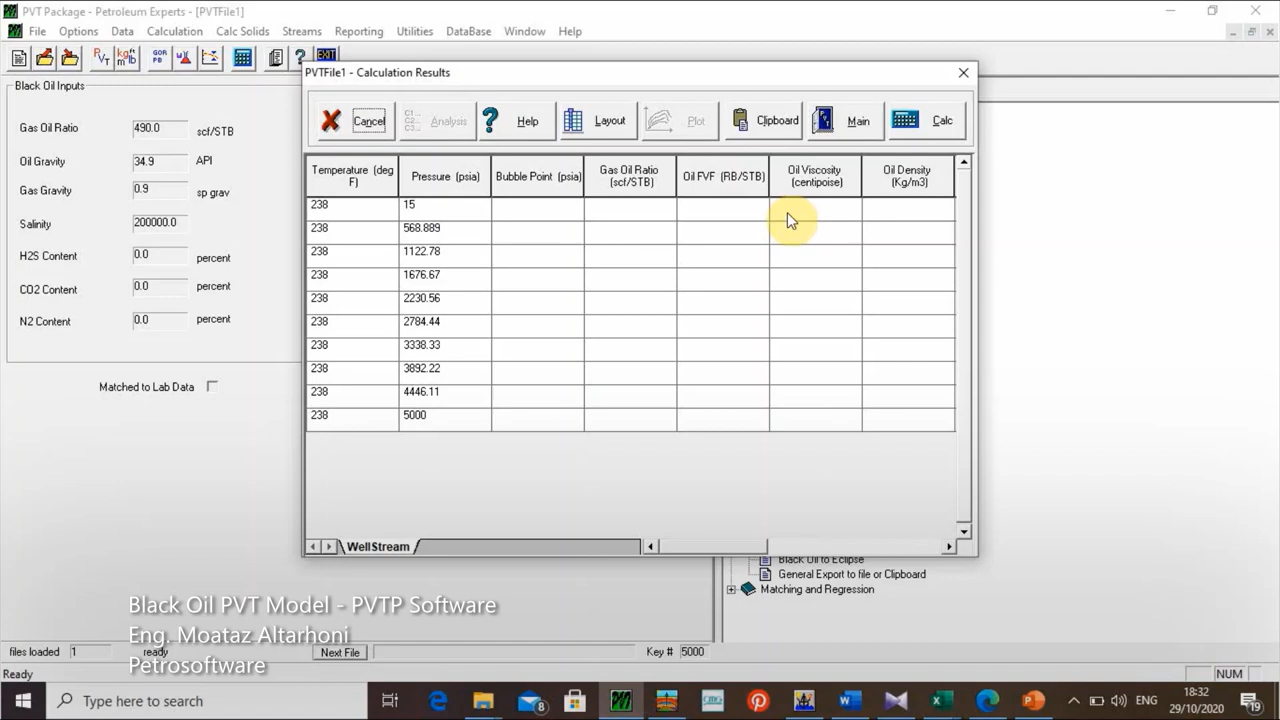 PVT Package - Petroleum Experts - [PVTFile1]
File Options Data Calculation Calc Solids Streams Reporting Utilities DataBase Window Help
EXIT
Black Oil Inputs
Gas Oil Ratio 490.0 scf/STB
Oil Gravity 34.9 API
Gas Gravity 0.9 sp grav
Salinity 200000.0
H2S Content 0.0 percent
CO2 Content 0.0 percent
N2 Content 0.0 percent
Matched to Lab Data
PVTFile1 - Calculation Results
Cancel Analysis Help Layout Plot Clipboard Main Calc
Temperature (deg F) Pressure (psia) Bubble Point (psia) Gas Oil Ratio (scf/STB) Oil FVF (RB/STB) Oil Viscosity (centipoise) Oil Density (Kg/m3)
238 15
238 568.889
238 1122.78
238 1676.67
238 2230.56
238 2784.44
238 3338.33
238 3892.22
238 4446.11
238 5000
WellStream
Black Oil to Eclipse
General Export to file or Clipboard
Matching and Regression
Black Oil PVT Model - PVTP Software
Eng. Moataz Altarhoni
Petrosoftware
files loaded 1 ready Next File Key # 5000
Ready NUM
Type here to search
8
ENG
18:32
29/10/2020
19